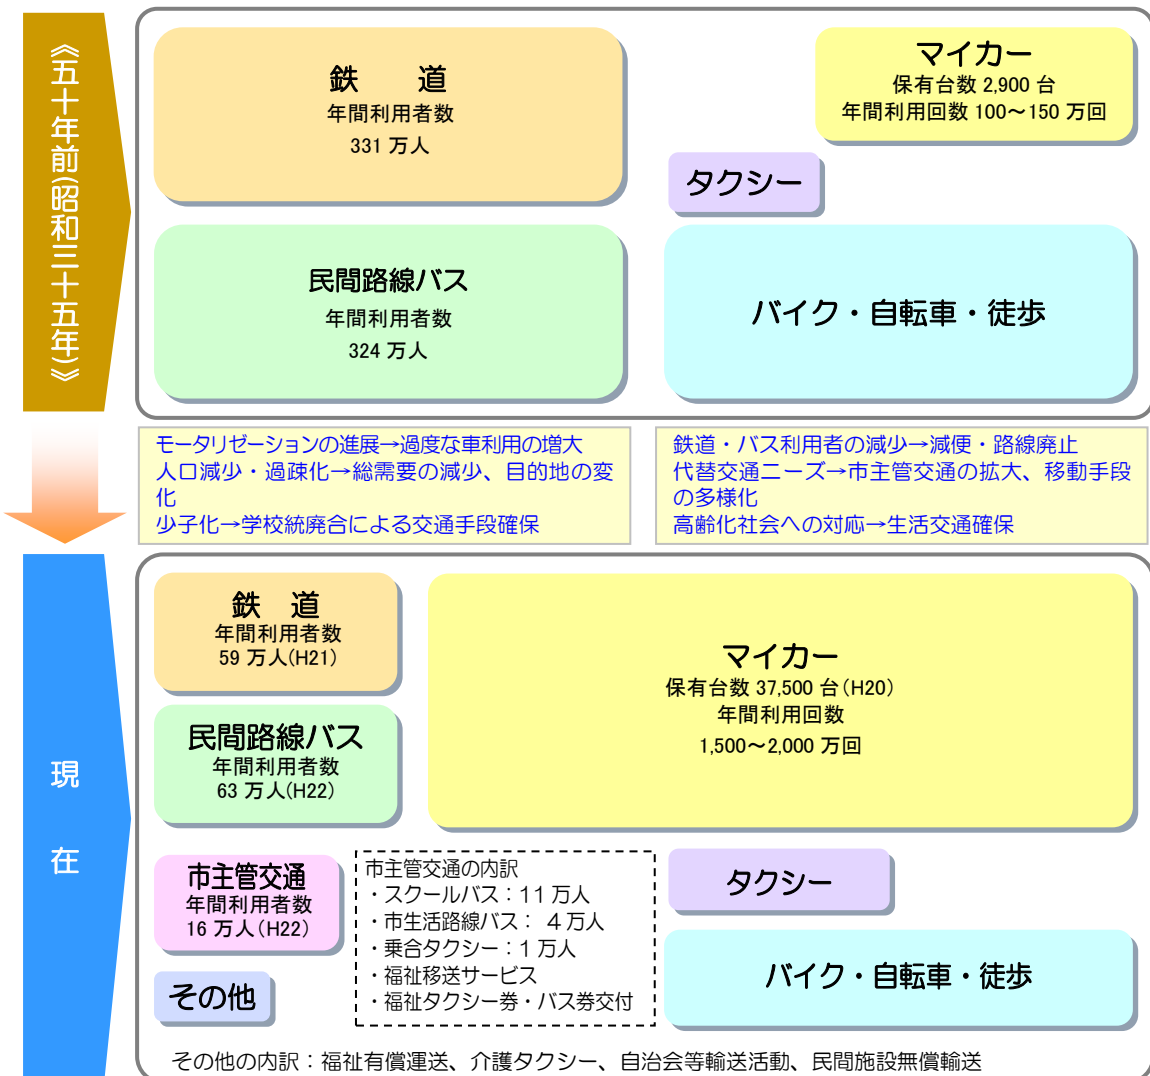 《五十年前(昭和三十五年)》
鉄　道
年間利用者数
331 万人
マイカー
保有台数 2,900 台
年間利用回数 100～150 万回
タクシー
民間路線バス
年間利用者数
324 万人
バイク・自転車・徒歩
モータリゼーションの進展→過度な車利用の増大
人口減少・過疎化→総需要の減少、目的地の変
化
少子化→学校統廃合による交通手段確保
鉄道・バス利用者の減少→減便・路線廃止
代替交通ニーズ→市主管交通の拡大、移動手段
の多様化
高齢化社会への対応→生活交通確保
現在
鉄　道
年間利用者数
59 万人(H21)
マイカー
保有台数 37,500 台(H20)
年間利用回数
1,500～2,000 万回
民間路線バス
年間利用者数
63 万人(H22)
市主管交通
年間利用者数
16 万人(H22)
市主管交通の内訳
・スクールバス：11 万人
・市生活路線バス： 4 万人
・乗合タクシー：1 万人
・福祉移送サービス
・福祉タクシー券・バス券交付
タクシー
バイク・自転車・徒歩
その他
その他の内訳：福祉有償運送、介護タクシー、自治会等輸送活動、民間施設無償輸送